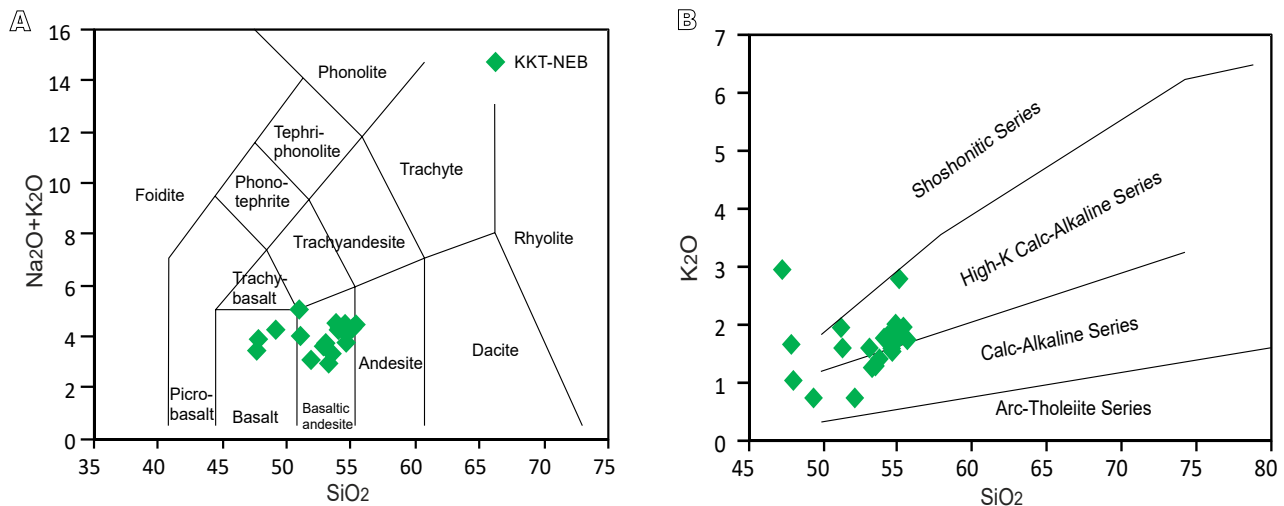 A
16
14
12
10
8
6
4
2
0
Na2O+K2O
35
40
45
50
55
60
65
70
75
SiO2
KKT-NEB
Phonolite
Tephri-
phonolite
Trachyte
Foidite
Phono-
tephrite
Trachyandesite
Rhyolite
Trachy-
basalt
Andesite
Dacite
Picro-
basalt
Basalt
Basaltic
andesite
B
7
6
5
4
3
2
1
0
K2O
45
50
55
60
65
70
75
80
SiO2
Shoshonitic Series
High-K Calc-Alkaline Series
Calc-Alkaline Series
Arc-Tholeiite Series